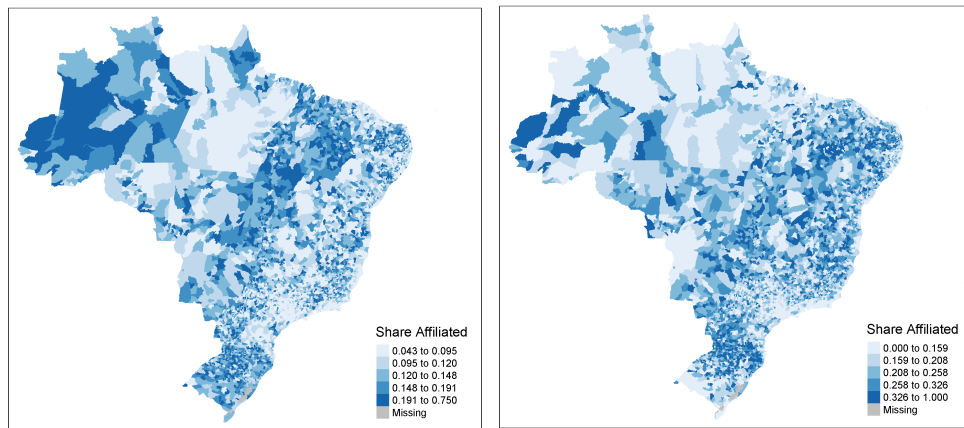 Share Affiliated
0.043 to 0.095
0.095 to 0.120
0.120 to 0.148
0.148 to 0.191
0.191 to 0.750
Missing
Share Affiliated
0.000 to 0.159
0.159 to 0.208
0.208 to 0.258
0.258 to 0.326
0.326 to 1.000
Missing